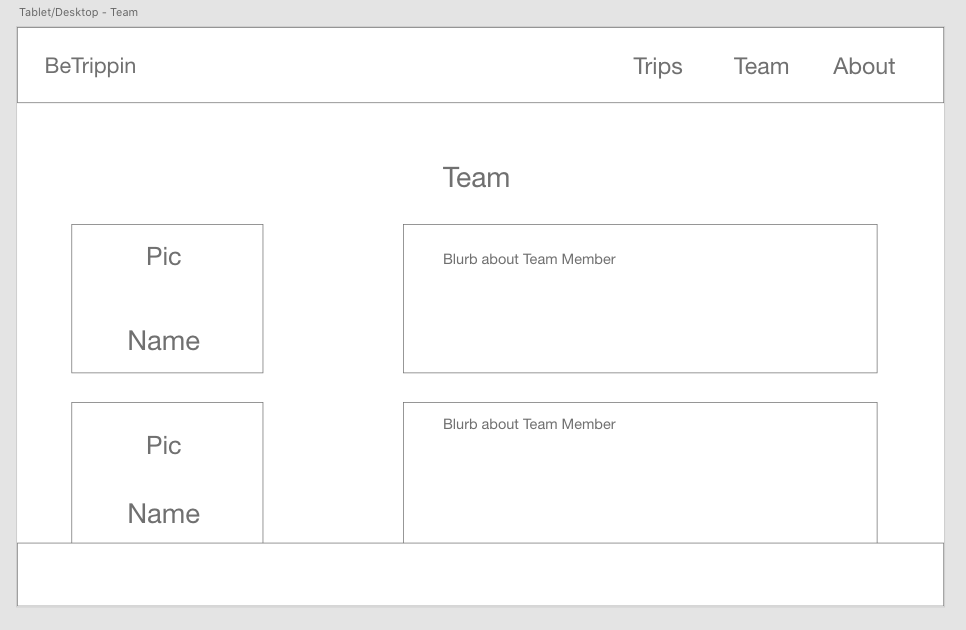 Tablet/Desktop - Team
BeTrippin
Trips
Team
About
Team
Pic
Name
Blurb about Team Member
Pic
Name
Blurb about Team Member